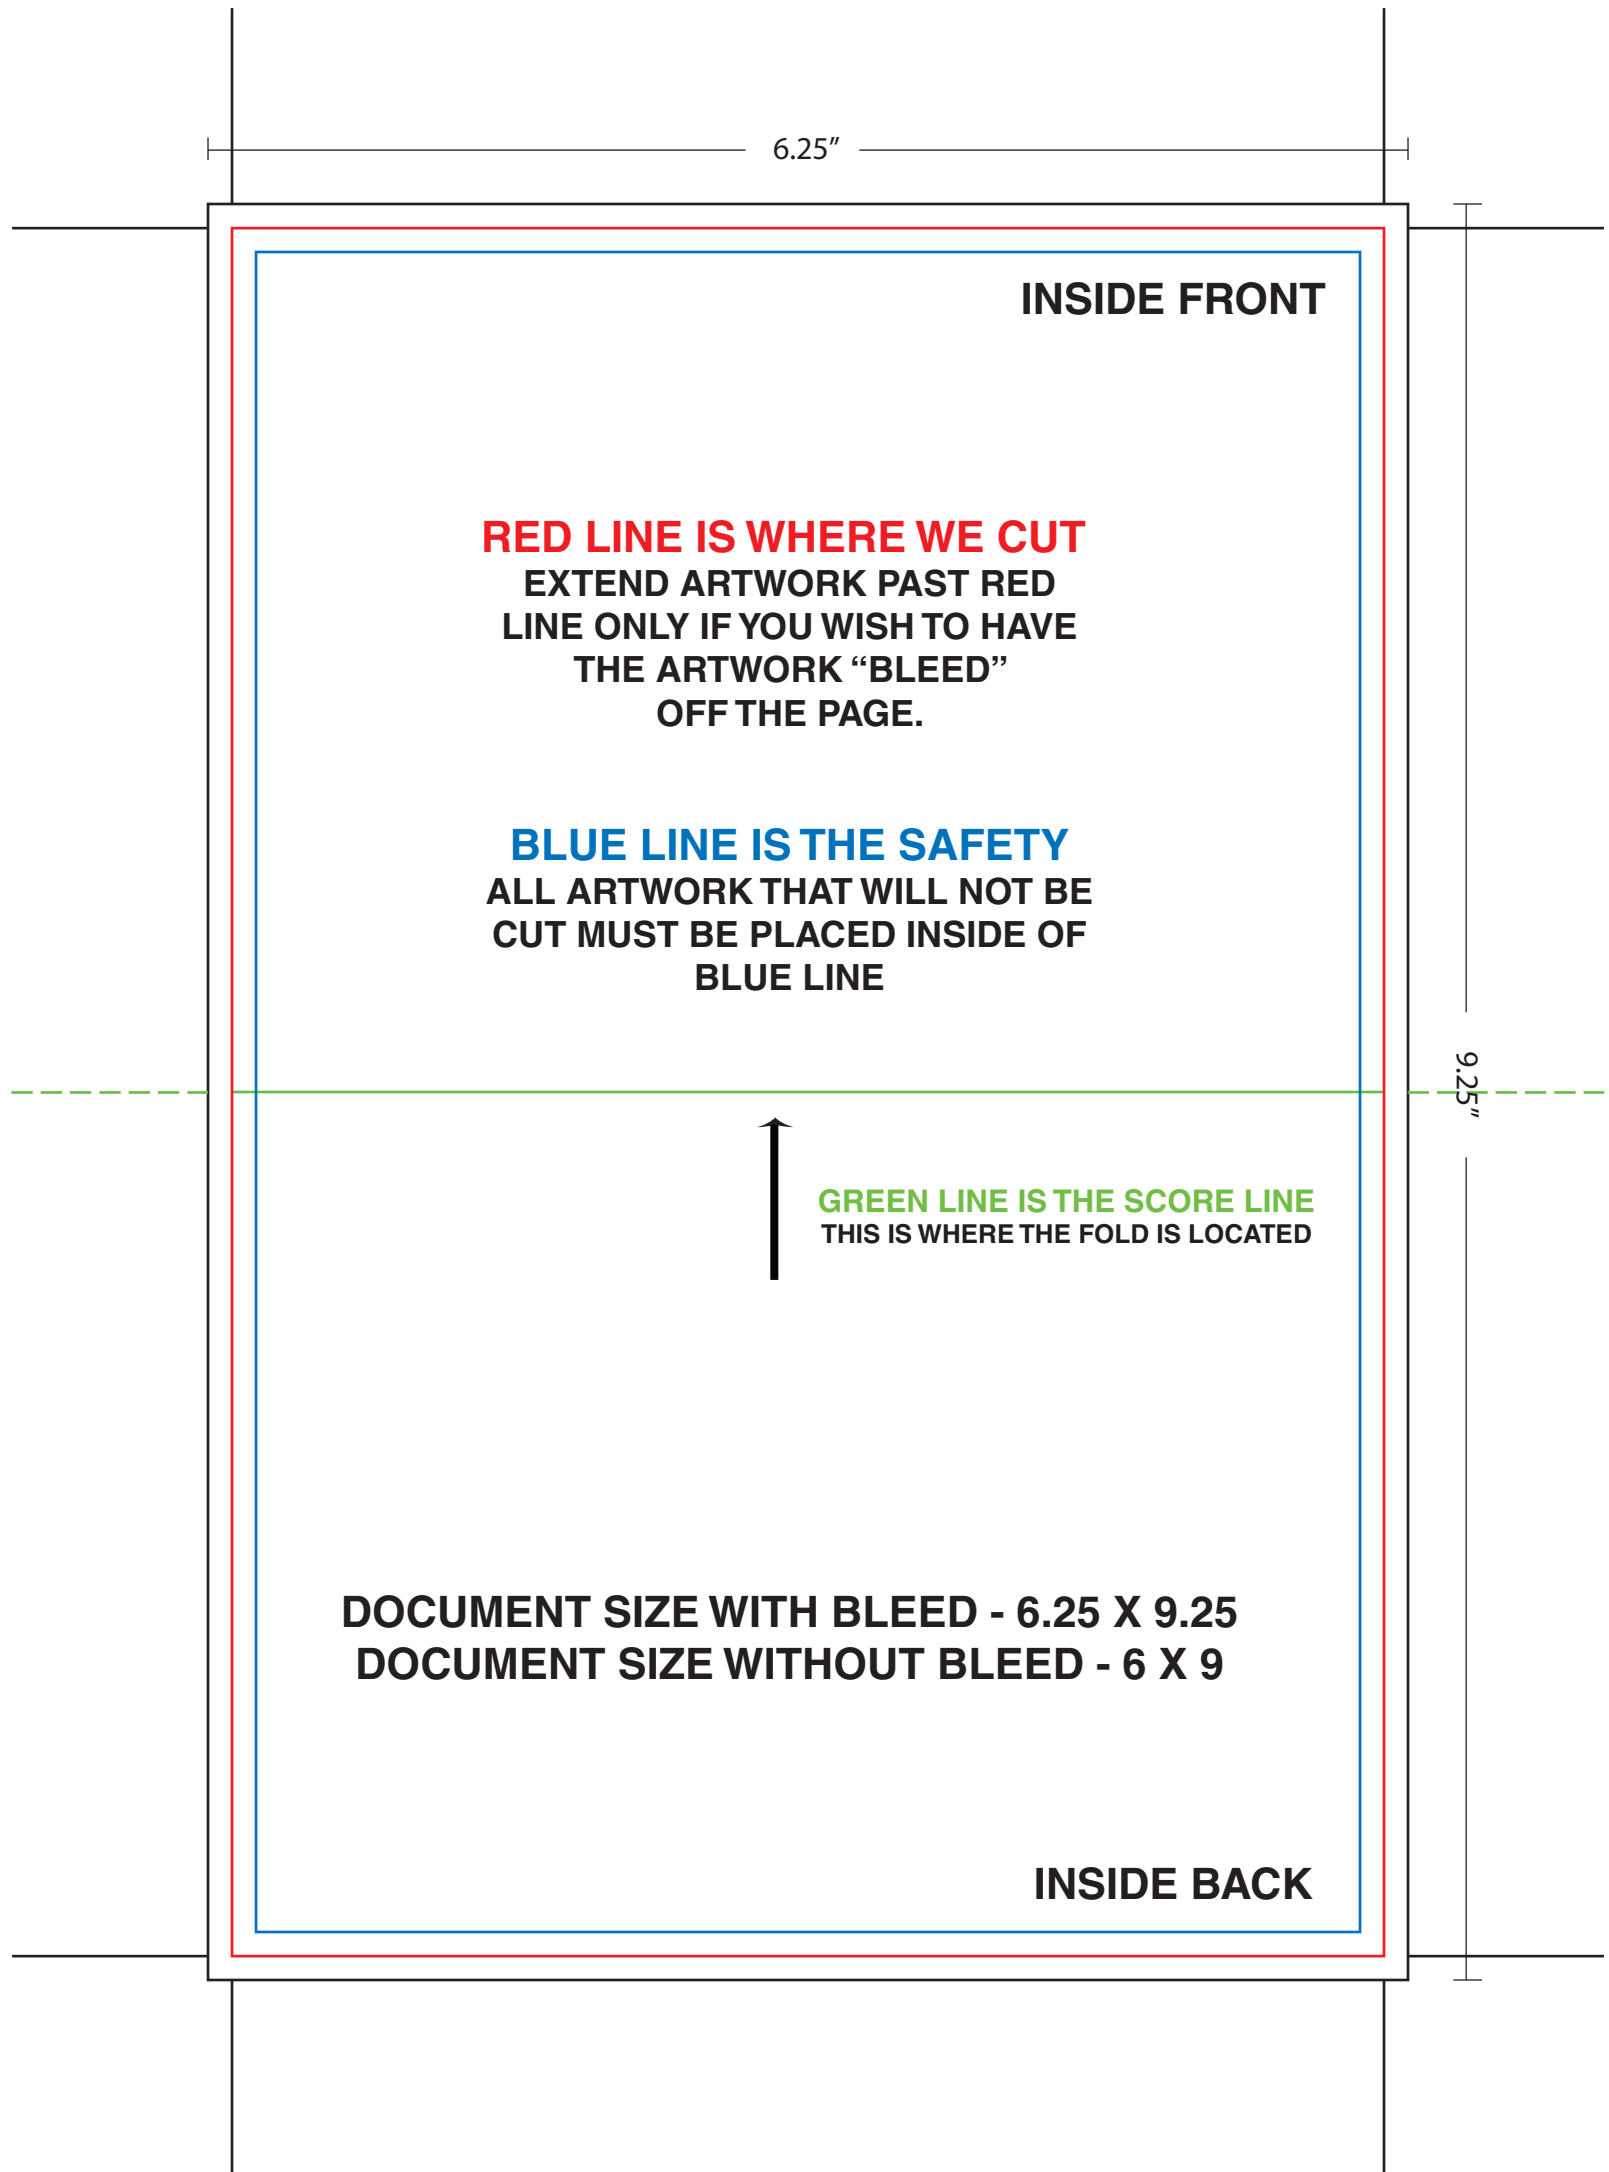 6.25”
INSIDE FRONT
RED LINE IS WHERE WE CUT
EXTEND ARTWORK PAST RED
LINE ONLY IF YOU WISH TO HAVE
THE ARTWORK “BLEED”
OFF THE PAGE.
BLUE LINE IS THE SAFETY
ALL ARTWORK THAT WILL NOT BE
CUT MUST BE PLACED INSIDE OF
BLUE LINE
9.25”
GREEN LINE IS THE SCORE LINE
THIS IS WHERE THE FOLD IS LOCATED
DOCUMENT SIZE WITH BLEED - 6.25 X 9.25
DOCUMENT SIZE WITHOUT BLEED - 6 X 9
INSIDE BACK